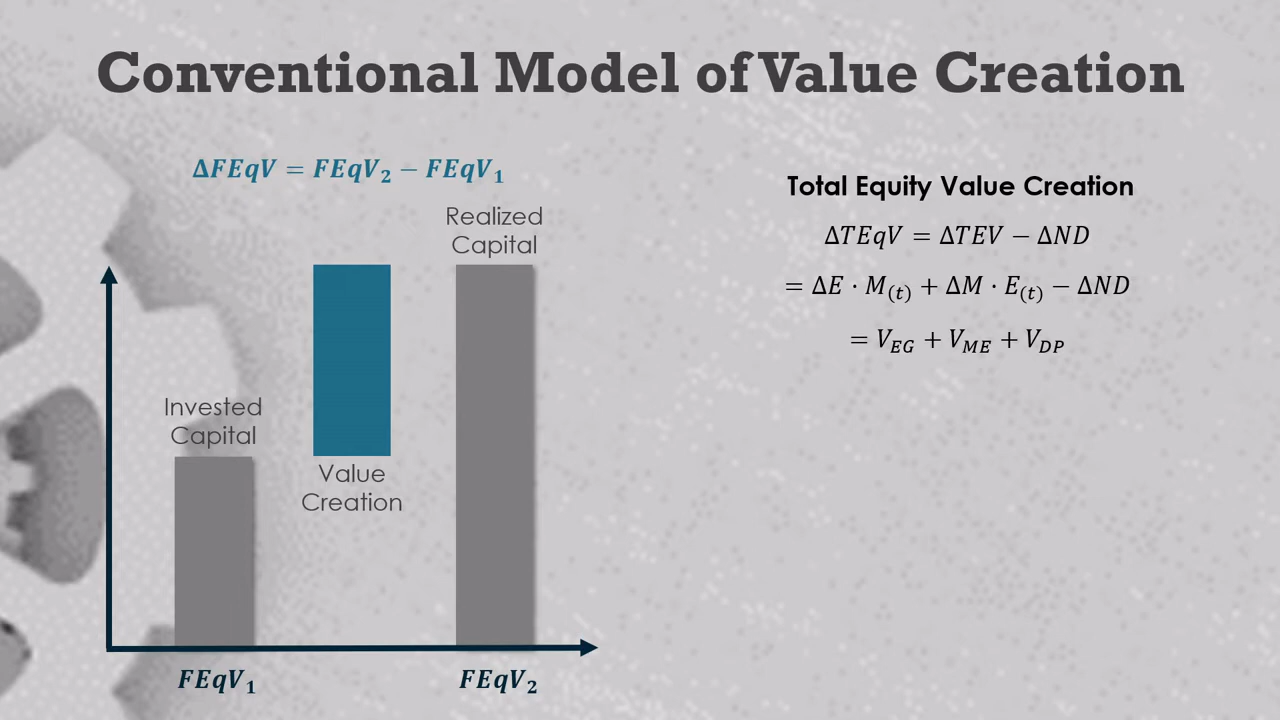 Conventional Model of Value Creation
ΔFEqV = FEqV₂ − FEqV₁
Realized
Capital
Invested
Capital
Value
Creation
FEqV₁
FEqV₂
Total Equity Value Creation
ΔTEqV = ΔTEV − ΔND
= ΔE · M₍t₎ + ΔM · E₍t₎ − ΔND
= V_EG + V_ME + V_DP